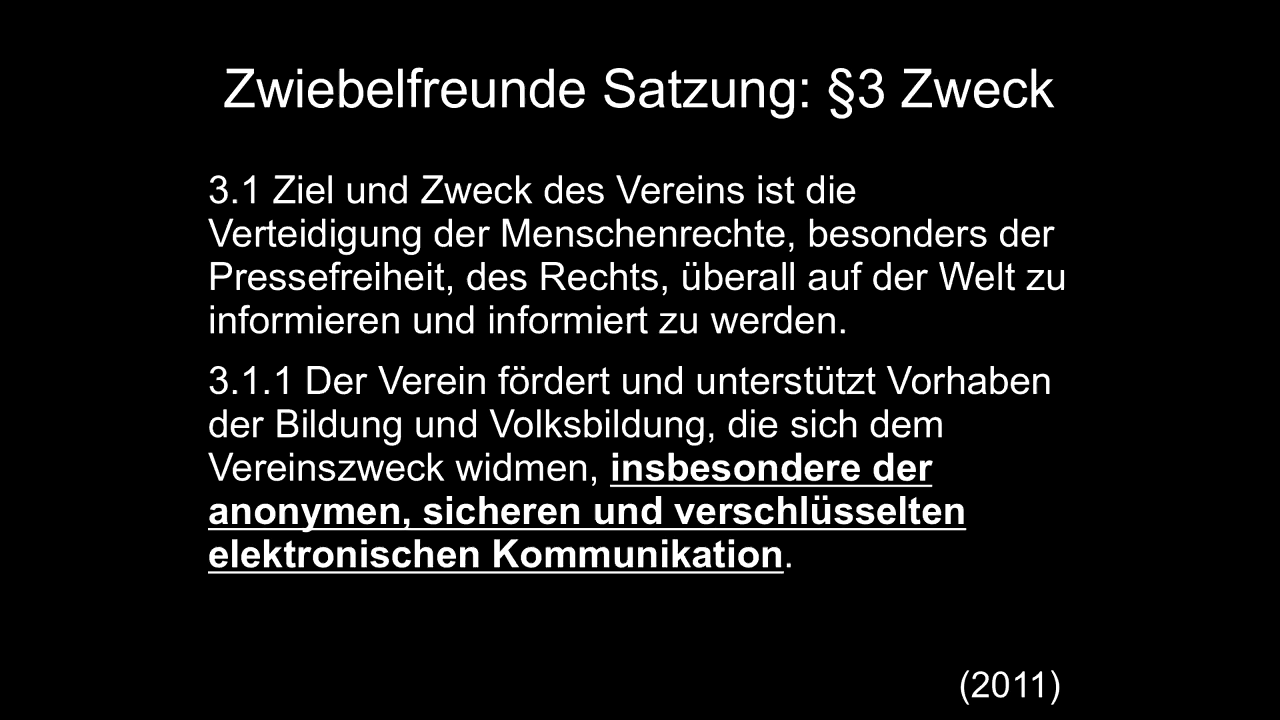 Zwiebelfreunde Satzung: §3 Zweck
3.1 Ziel und Zweck des Vereins ist die
Verteidigung der Menschenrechte, besonders der
Pressefreiheit, des Rechts, überall auf der Welt zu
informieren und informiert zu werden.
3.1.1 Der Verein fördert und unterstützt Vorhaben
der Bildung und Volksbildung, die sich dem
Vereinszweck widmen, insbesondere der
anonymen, sicheren und verschlüsselten
elektronischen Kommunikation.
(2011)